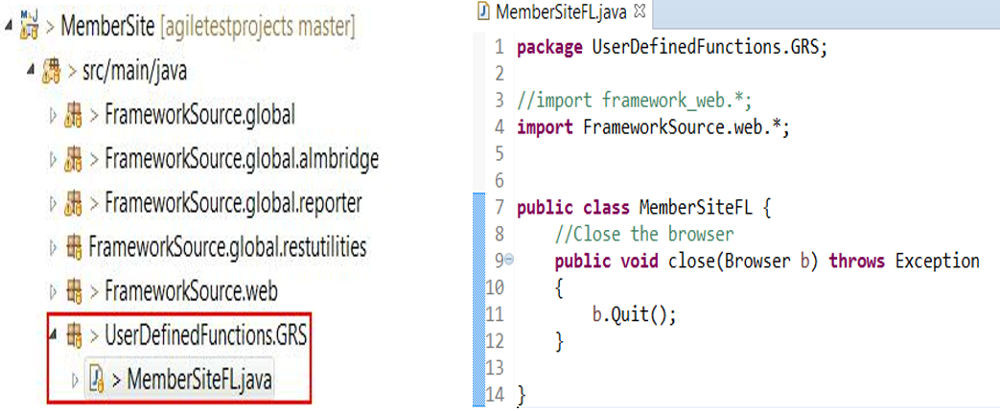 > MemberSite [agiletestprojects master]
> src/main/java
> FrameworkSource.global
> FrameworkSource.global.almbridge
> FrameworkSource.global.reporter
FrameworkSource.global.restutilities
> FrameworkSource.web
> UserDefinedFunctions.GRS
> MemberSiteFL.java
MemberSiteFL.java
1 package UserDefinedFunctions.GRS;
2
3 //import framework_web.*;
4 import FrameworkSource.web.*;
5
6
7 public class MemberSiteFL {
8 //Close the browser
9 public void close(Browser b) throws Exception
10 {
11 b.Quit();
12 }
13
14 }